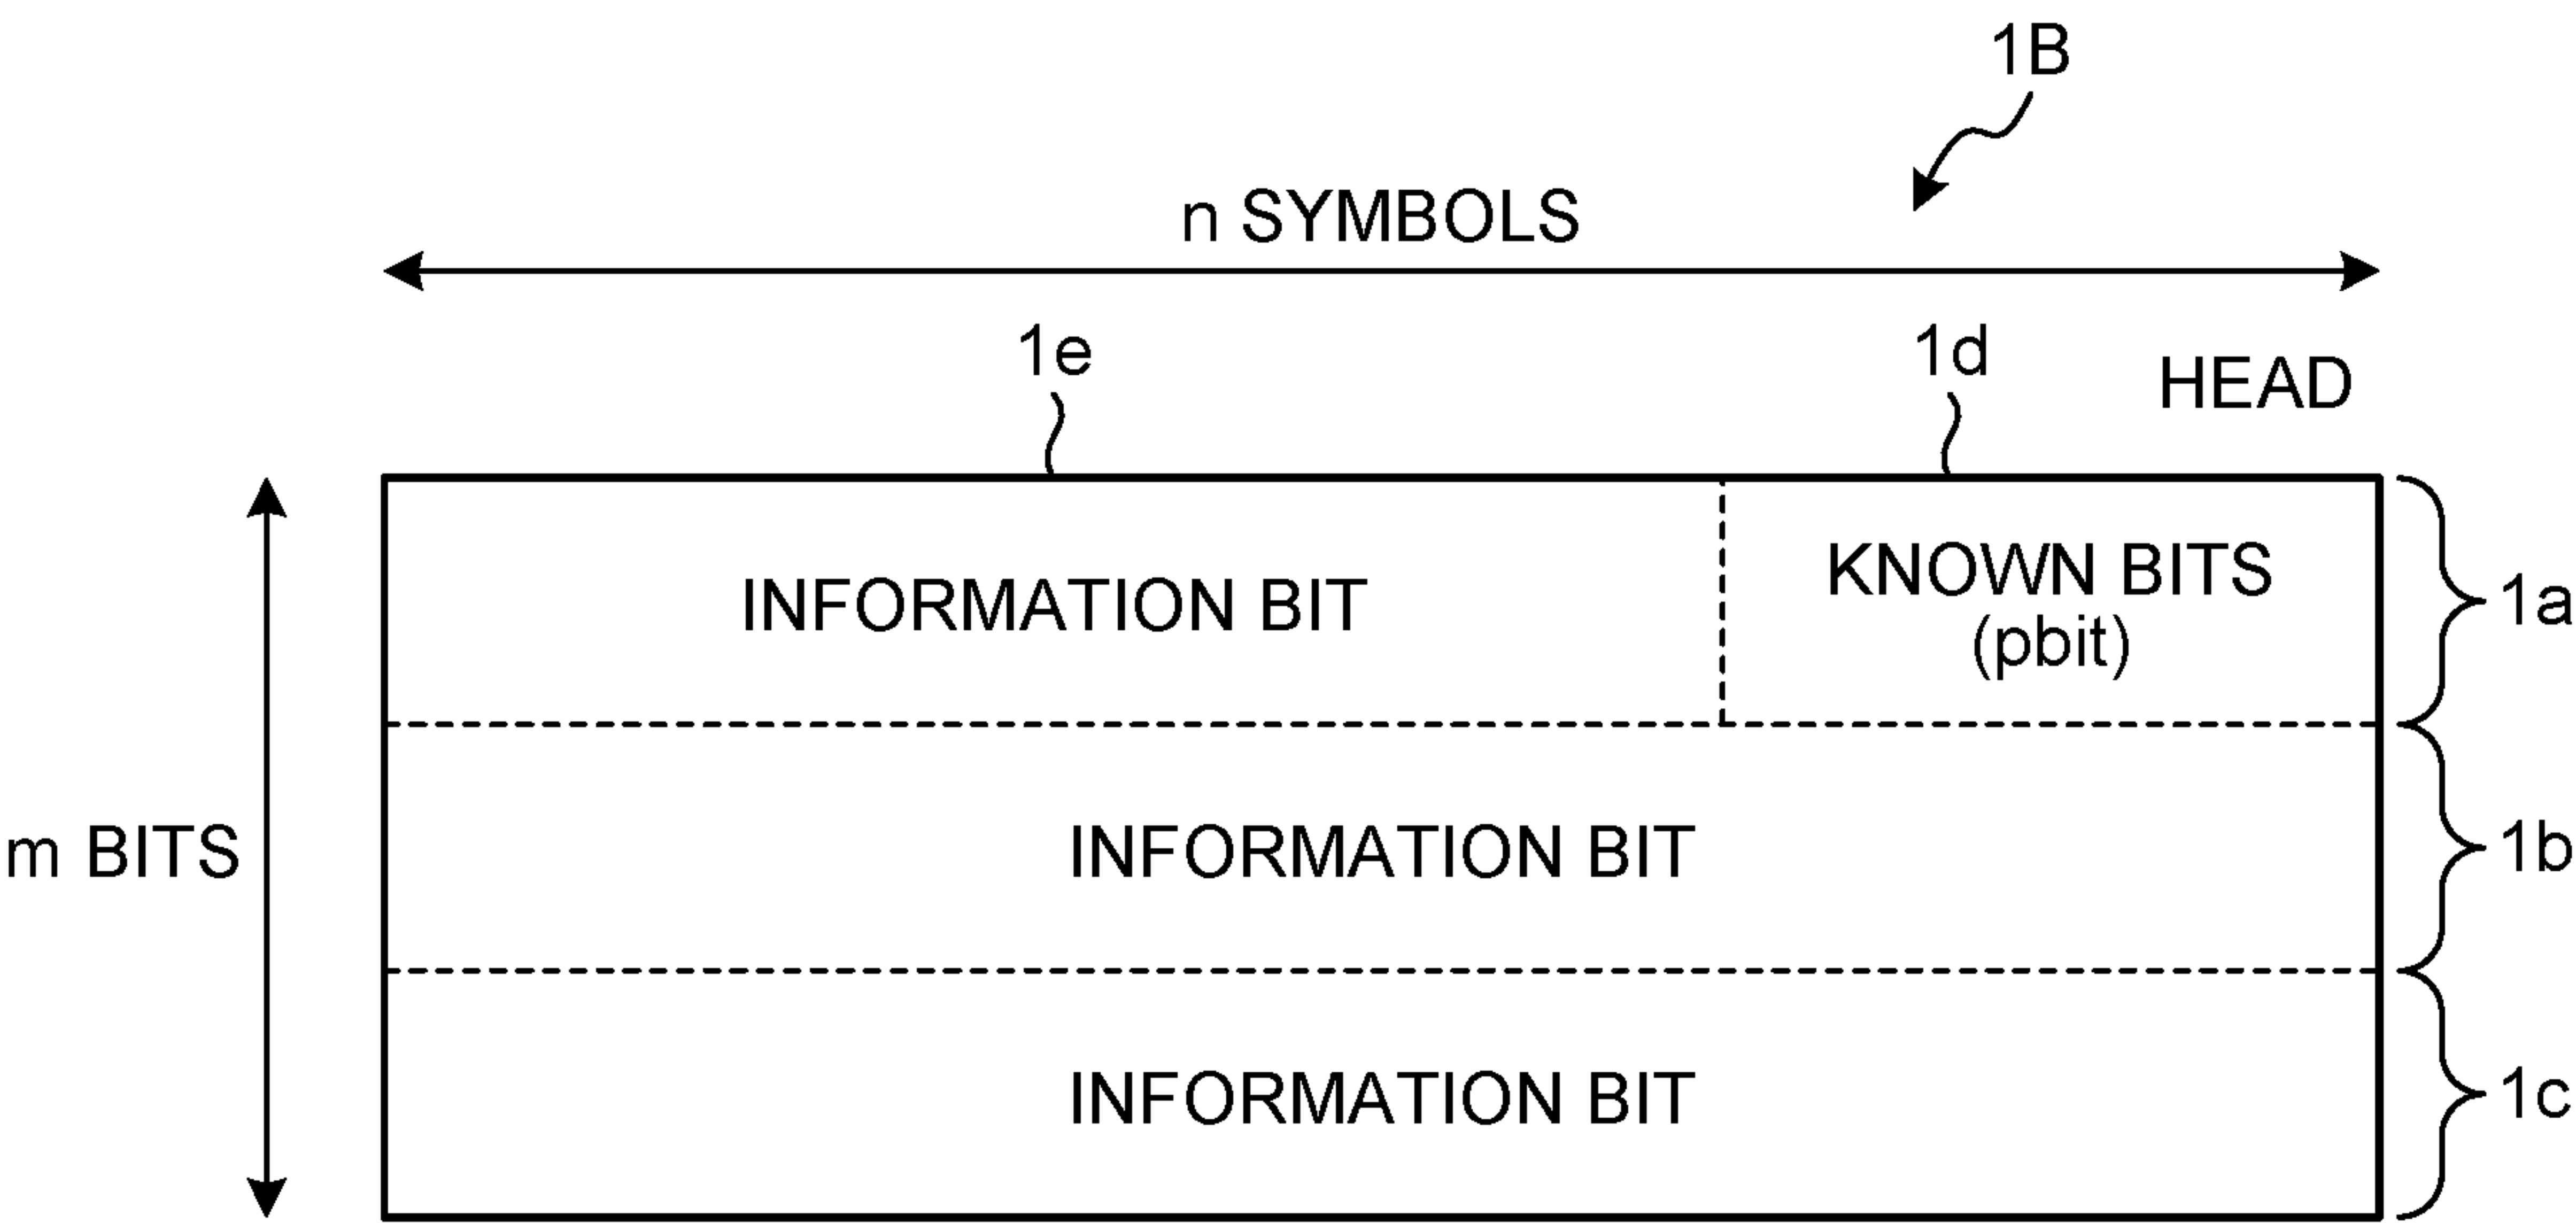 1B
n SYMBOLS
1e
1d
HEAD
INFORMATION BIT
KNOWN BITS
(pbit)
1a
m BITS
INFORMATION BIT
1b
INFORMATION BIT
1c